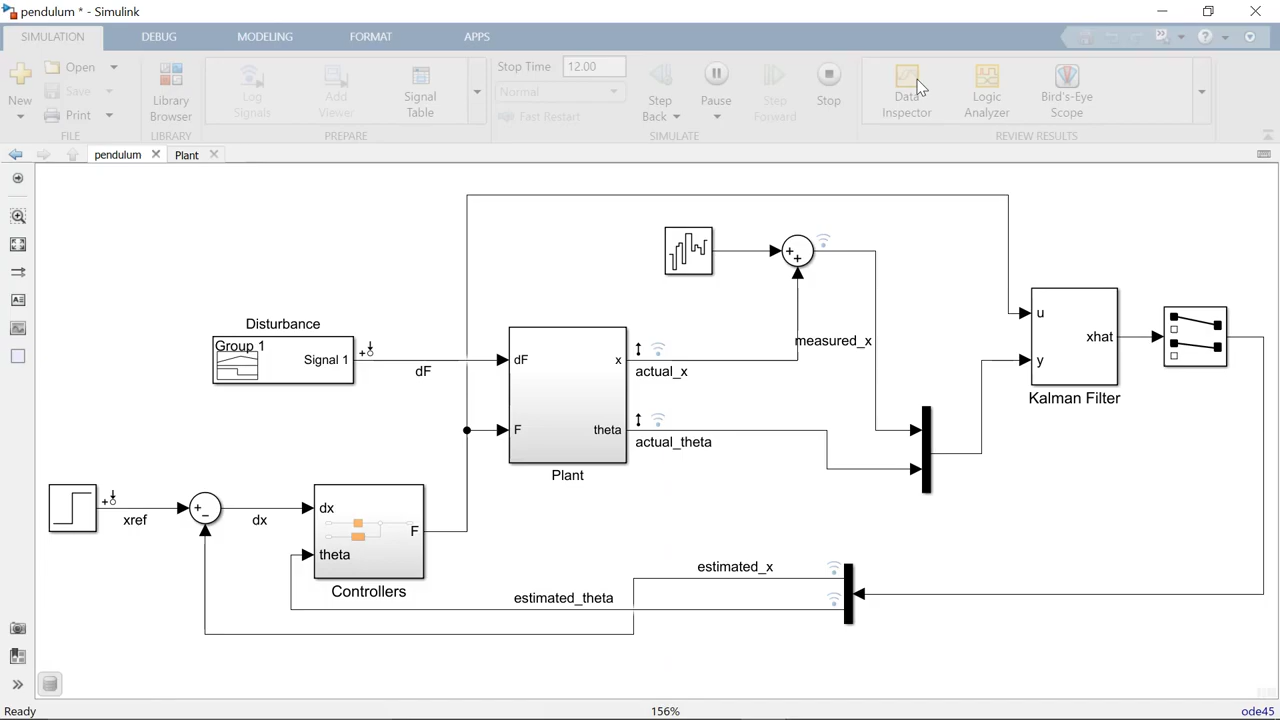 pendulum * - Simulink
SIMULATION DEBUG MODELING FORMAT APPS
New
Open
Save
Print
FILE
Library
Browser
LIBRARY
Log
Signals
Add
Viewer
Signal
Table
PREPARE
Stop Time 12.00
Normal
Fast Restart
Step
Back
Pause
Step
Forward
Stop
SIMULATE
Data
Inspector
Logic
Analyzer
Bird's-Eye
Scope
REVIEW RESULTS
pendulum Plant
Disturbance
Group 1
Signal 1
dF
dF
F
x
theta
Plant
actual_x
actual_theta
measured_x
u
y
xhat
Kalman Filter
xref
dx
dx
theta
F
Controllers
estimated_x
estimated_theta
Ready 156% ode45